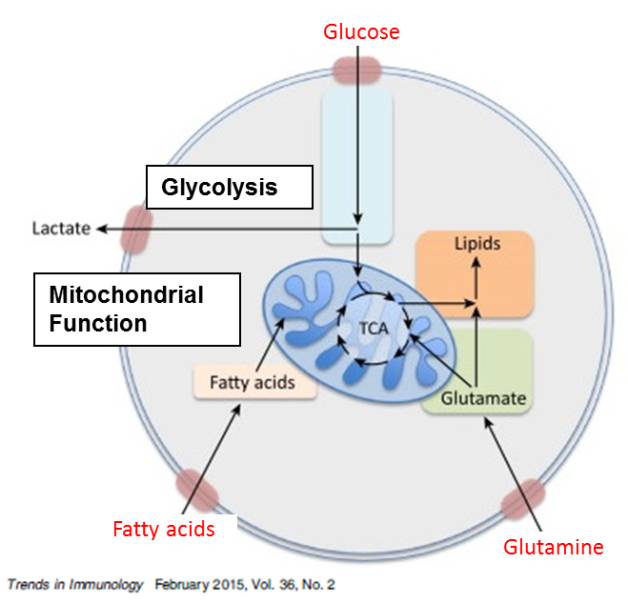 Glucose
Glycolysis
Lactate
Lipids
Mitochondrial
Function
TCA
Fatty acids
Glutamate
Fatty acids
Glutamine
Trends in Immunology February 2015, Vol. 36, No. 2